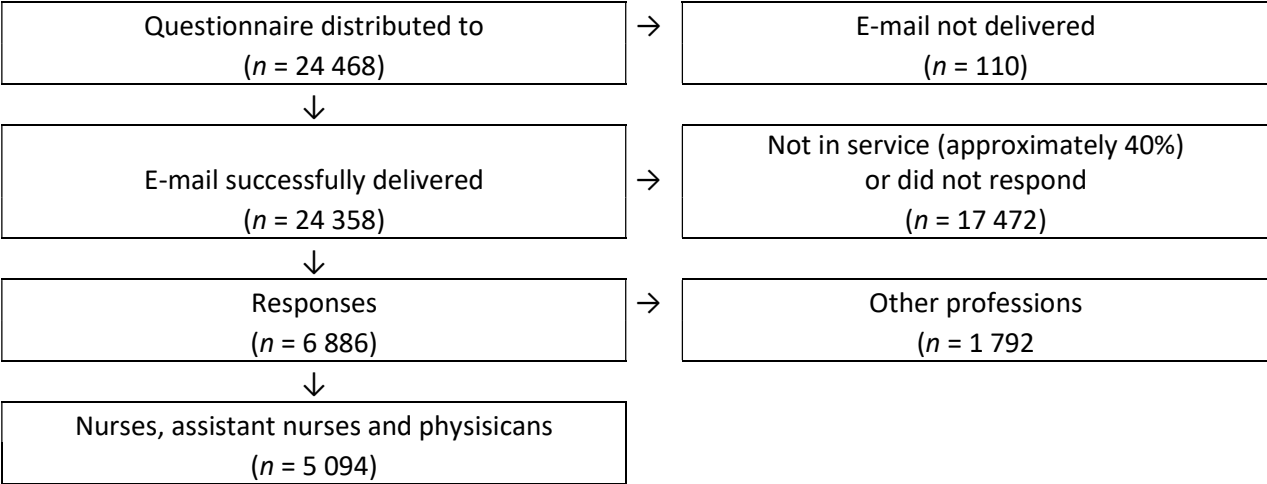 Questionnaire distributed to
(n = 24 468)
→
E-mail not delivered
(n = 110)
↓
E-mail successfully delivered
(n = 24 358)
→
Not in service (approximately 40%)
or did not respond
(n = 17 472)
↓
Responses
(n = 6 886)
→
Other professions
(n = 1 792
↓
Nurses, assistant nurses and physisicans
(n = 5 094)